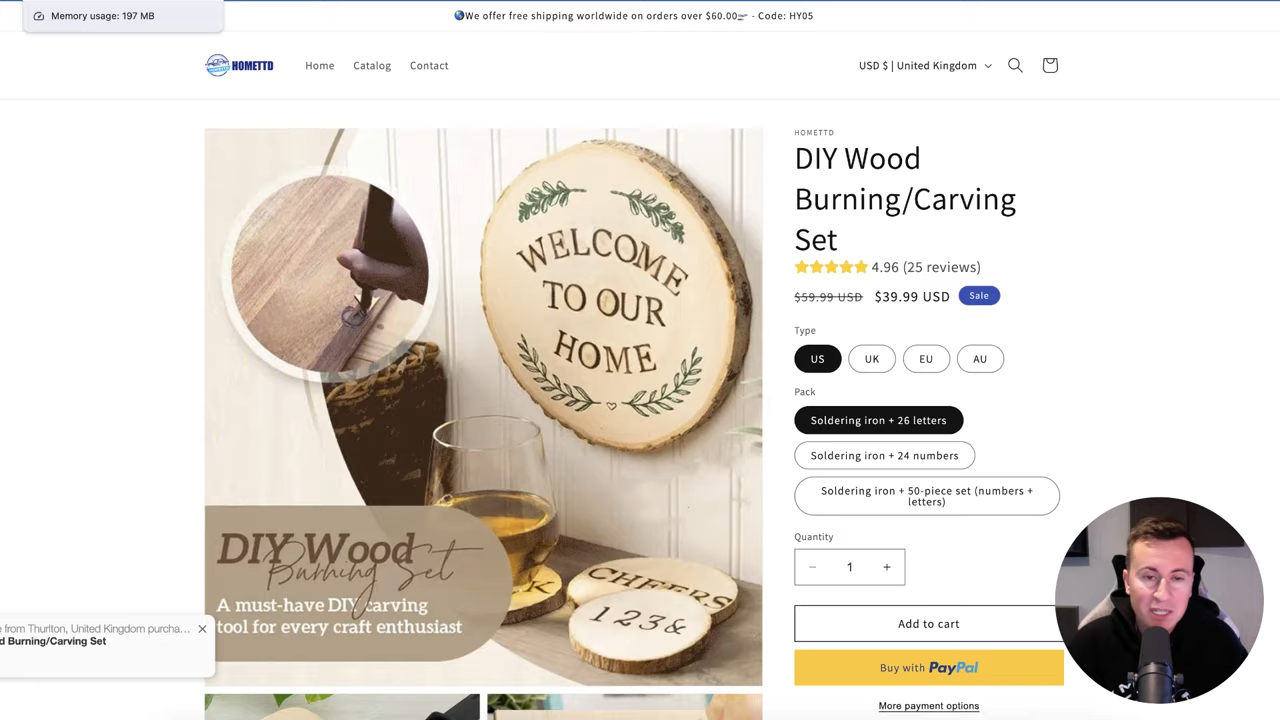 Memory usage: 197 MB
We offer free shipping worldwide on orders over $60.00 - Code: HY05
HOMETTD
Home
Catalog
Contact
USD $ | United Kingdom
HOMETTD
DIY Wood
Burning/Carving
Set
4.96 (25 reviews)
$59.99 USD
$39.99 USD
Sale
Type
US
UK
EU
AU
Pack
Soldering iron + 26 letters
Soldering iron + 24 numbers
Soldering iron + 50-piece set (numbers +
letters)
Quantity
1
Add to cart
Buy with PayPal
More payment options
WELCOME
TO OUR
HOME
CHEERS
123&
DIY Wood
Burning Set
A must-have DIY carving
tool for every craft enthusiast
from Thurlton, United Kingdom purcha...
Burning/Carving Set